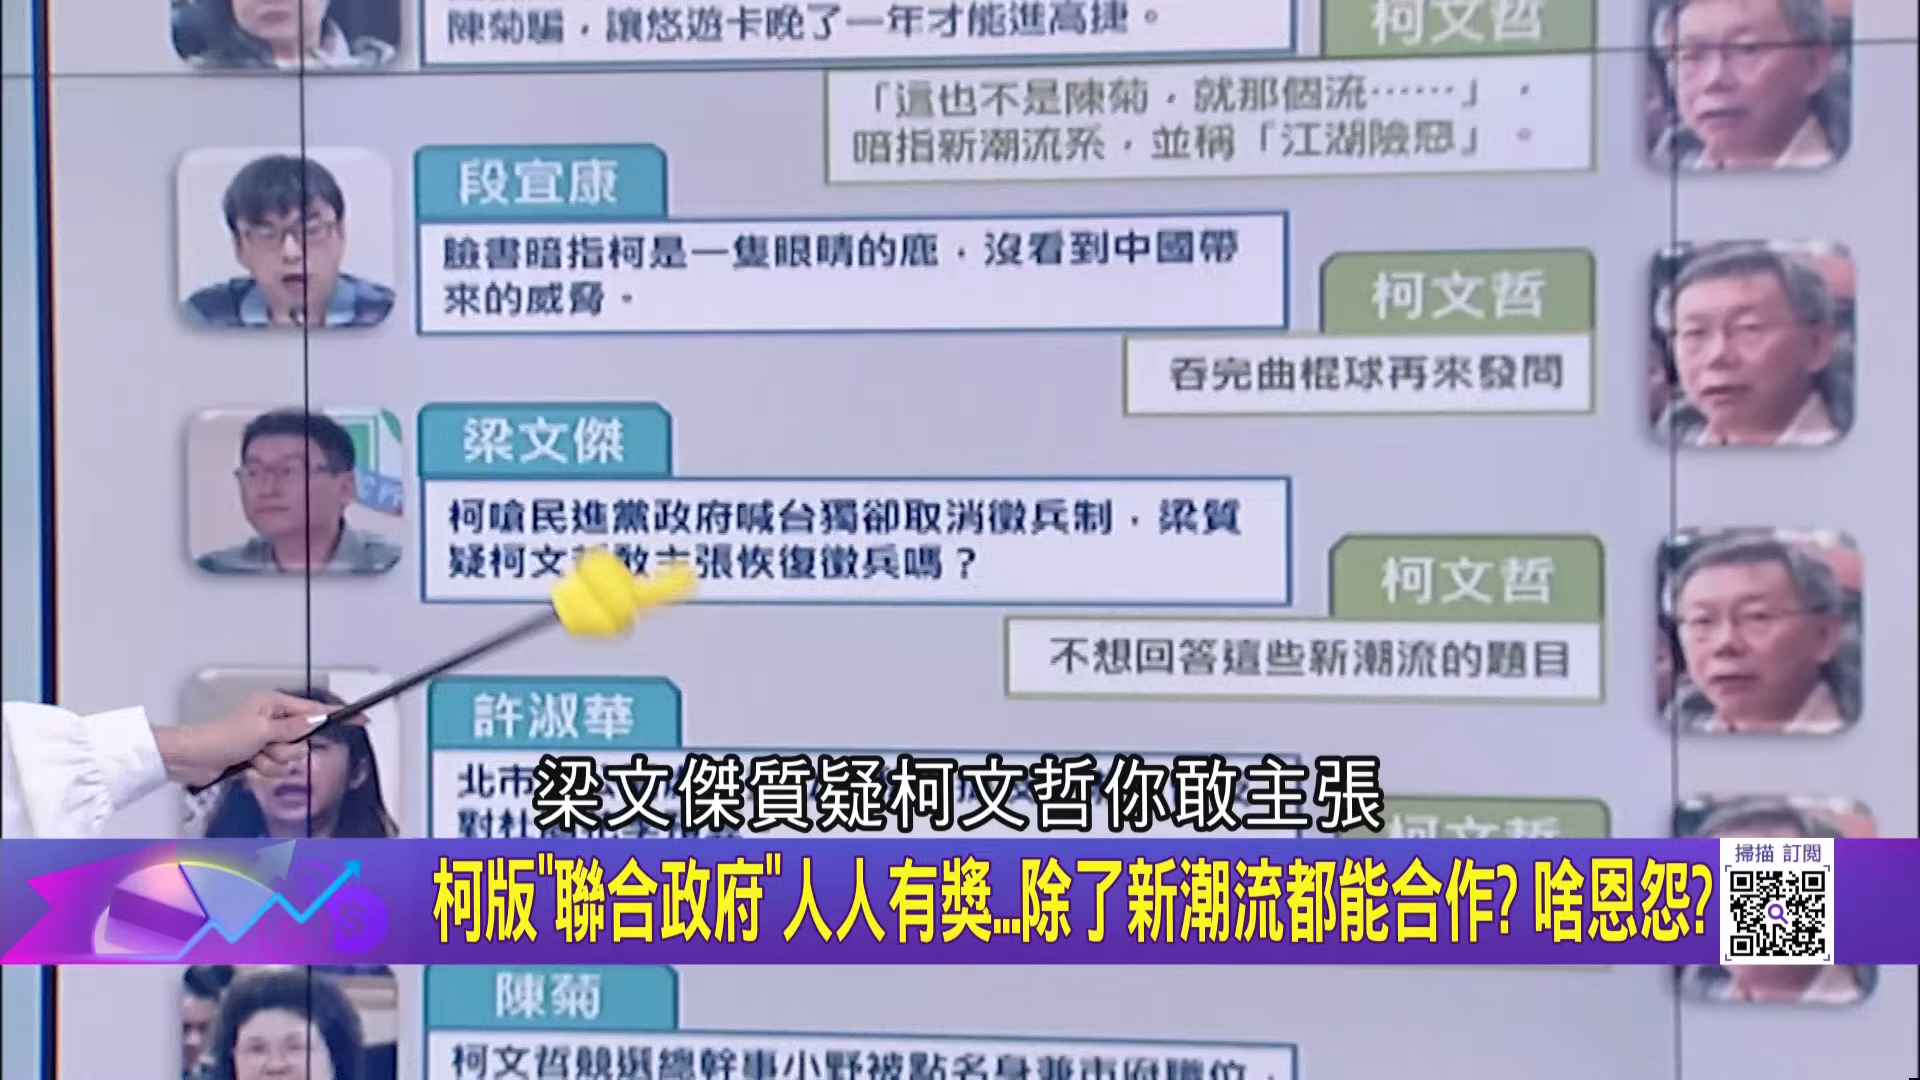 陳菊騙，讓悠遊卡晚了一年才能進高捷。
柯文哲
「這也不是陳菊，就那個流……」，
暗指新潮流系，並稱「江湖險惡」。
段宜康
臉書暗指柯是一隻眼睛的鹿，沒看到中國帶
來的威脅。
柯文哲
吞完曲棍球再來發問
梁文傑
柯嗆民進黨政府喊台獨卻取消徵兵制，梁質
疑柯文 敢主張恢復徵兵嗎？
柯文哲
不想回答這些新潮流的題目
許淑華
北市
梁文傑質疑柯文哲你敢主張
柯文哲
柯版"聯合政府"人人有獎...除了新潮流都能合作? 啥恩怨?
掃描 訂閱
陳菊
柯文哲競選總幹事小野被點名身兼市府職位，